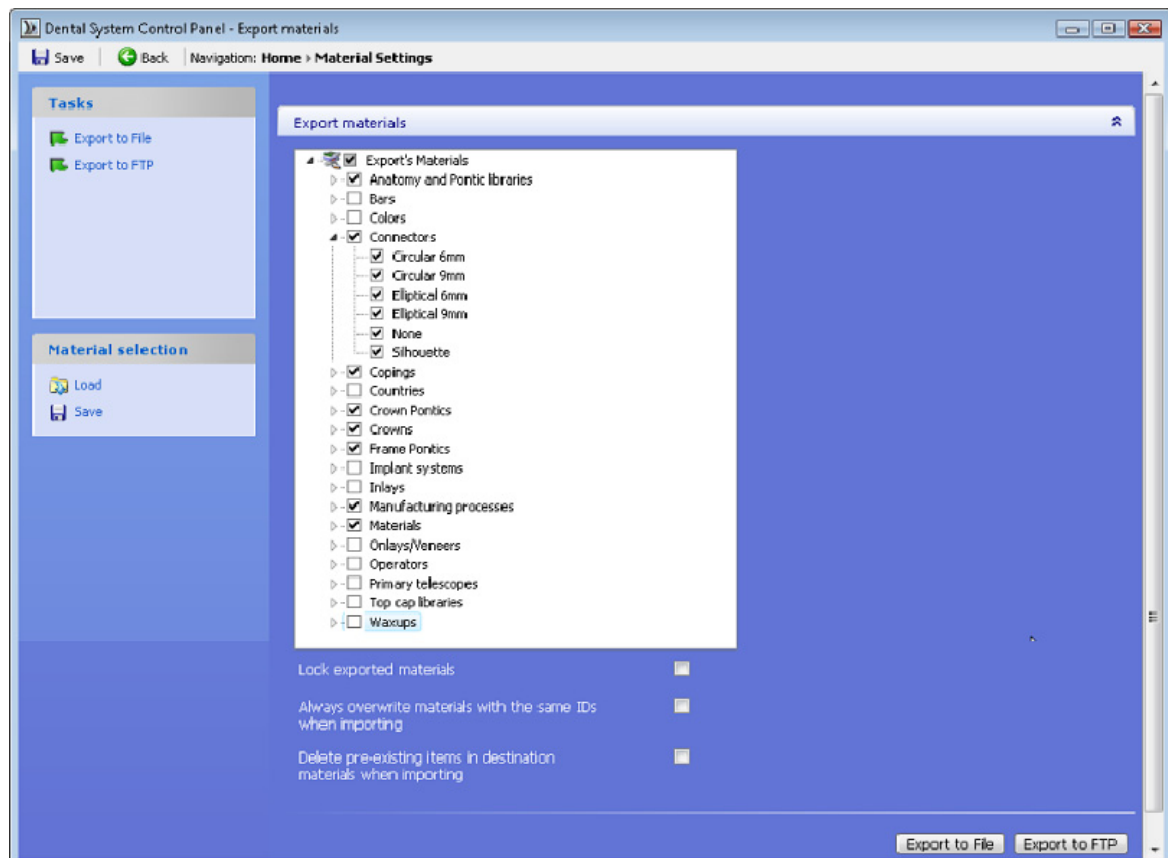 Dental System Control Panel - Export materials
Save Back Navigation: Home › Material Settings
Tasks
Export to File
Export to FTP
Material selection
Load
Save
Export materials
Export's Materials
Anatomy and Pontic libraries
Bars
Colors
Connectors
Circular 6mm
Circular 9mm
Elliptical 6mm
Elliptical 9mm
None
Silhouette
Copings
Countries
Crown Pontics
Crowns
Frame Pontics
Implant systems
Inlays
Manufacturing processes
Materials
Onlays/Veneers
Operators
Primary telescopes
Top cap libraries
Waxups
Lock exported materials
Always overwrite materials with the same IDs
when importing
Delete pre-existing items in destination
materials when importing
Export to File Export to FTP